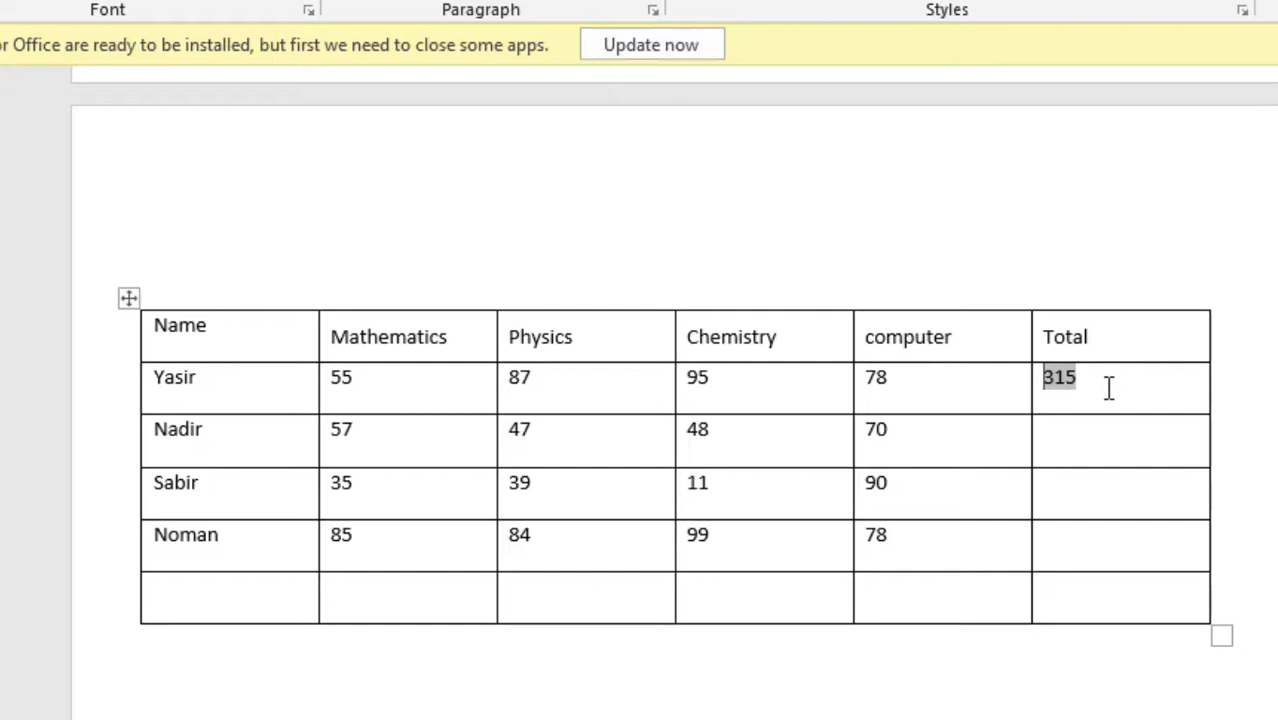 Font Paragraph Styles
or Office are ready to be installed, but first we need to close some apps. Update now
Name Mathematics Physics Chemistry computer Total
Yasir 55 87 95 78 315
Nadir 57 47 48 70
Sabir 35 39 11 90
Noman 85 84 99 78